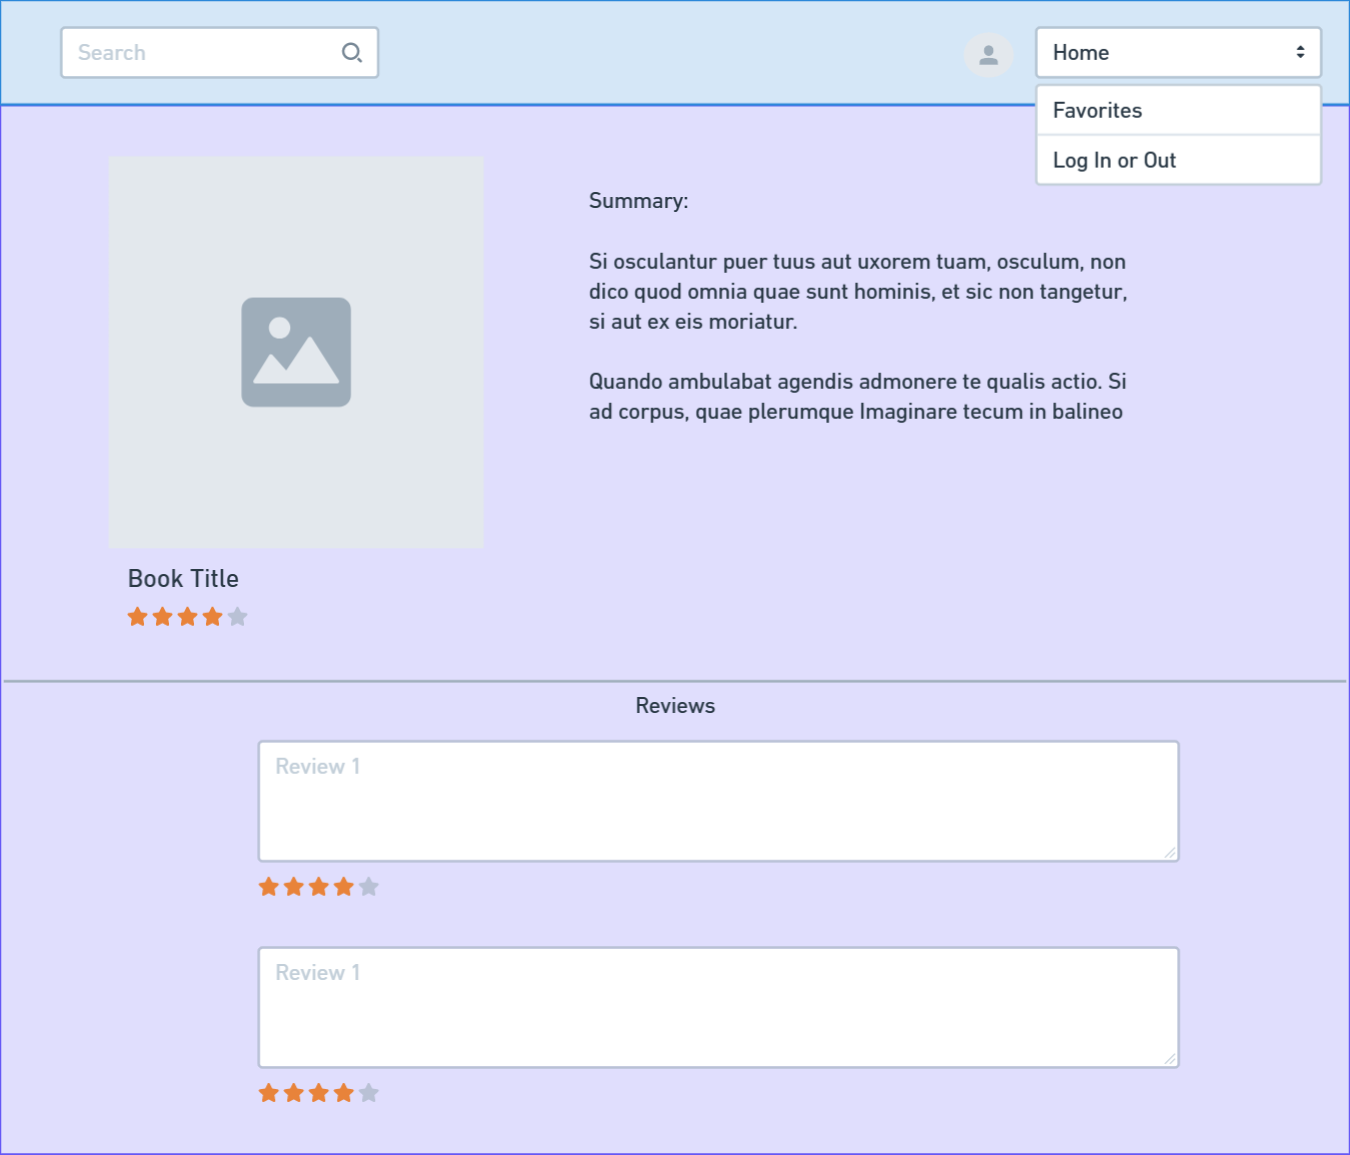 Search
Home
Favorites
Log In or Out
Summary:
Si osculantur puer tuus aut uxorem tuam, osculum, non
dico quod omnia quae sunt hominis, et sic non tangetur,
si aut ex eis moriatur.
Quando ambulabat agendis admonere te qualis actio. Si
ad corpus, quae plerumque Imaginare tecum in balineo
Book Title
Reviews
Review 1
Review 1